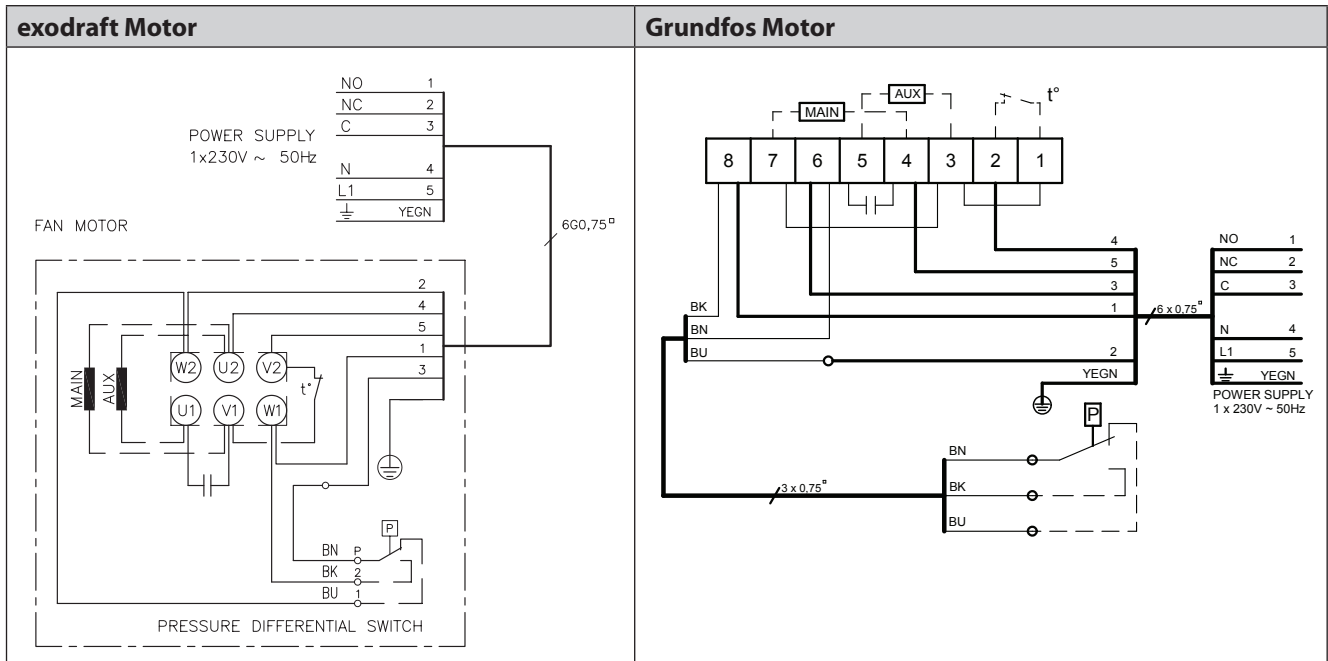 exodraft Motor
NO 1
NC 2
C 3
POWER SUPPLY
1x230V ~ 50Hz
N 4
L1 5
YEGN
6G0,75
FAN MOTOR
2
4
5
1
3
MAIN
AUX
W2 U2 V2
t°
U1 V1 W1
P
BN P
BK 2
BU 1
PRESSURE DIFFERENTIAL SWITCH
Grundfos Motor
AUX
t°
MAIN
8 7 6 5 4 3 2 1
4
5
3
1
2
YEGN
BK
BN
BU
6 x 0,75
NO 1
NC 2
C 3
N 4
L1 5
YEGN
POWER SUPPLY
1 x 230V ~ 50Hz
P
BN
BK
BU
3 x 0,75